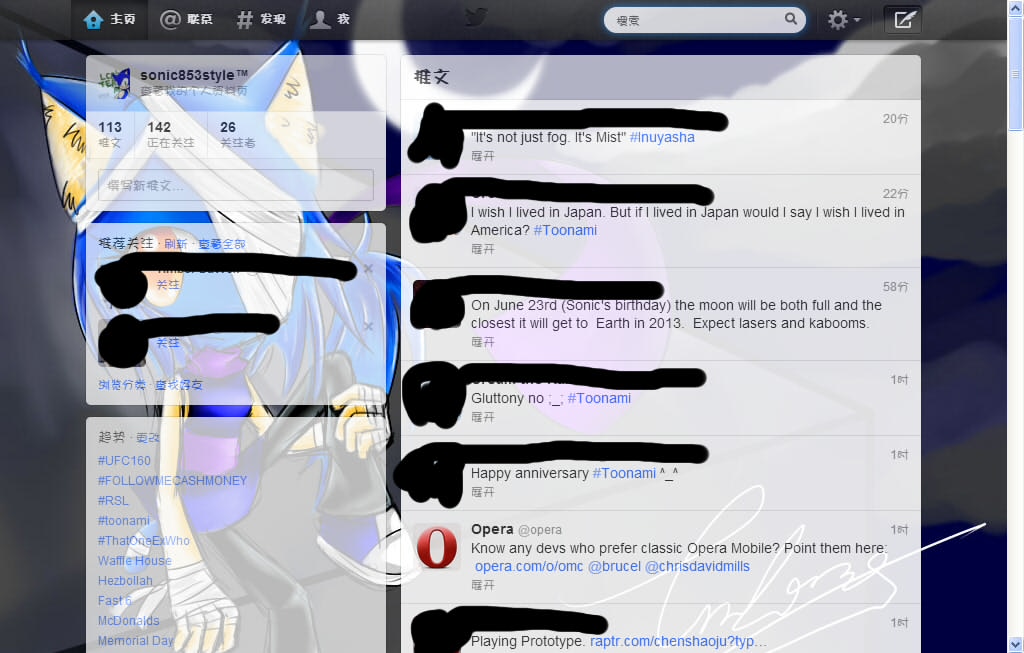 主页
联系
发现
我
搜索
sonic853style™
查看我的个人资料页
113
推文
142
正在关注
26
关注者
撰写新推文...
推荐关注 · 刷新 · 查看全部
关注
关注
浏览分类 · 查找好友
趋势 · 更改
#UFC160
#FOLLOWMECASHMONEY
#RSL
#toonami
#ThatOneExWho
Waffle House
Hezbollah
Fast 6
McDonalds
Memorial Day
推文
20分
"It's not just fog. It's Mist" #Inuyasha
展开
22分
I wish I lived in Japan. But if I lived in Japan would I say I wish I lived in
America? #Toonami
展开
58分
On June 23rd (Sonic's birthday) the moon will be both full and the
closest it will get to Earth in 2013. Expect lasers and kabooms.
展开
1时
Gluttony no ;_; #Toonami
展开
1时
Happy anniversary #Toonami ^_^
展开
Opera @opera 1时
Know any devs who prefer classic Opera Mobile? Point them here:
opera.com/o/omc @brucel @chrisdavidmills
展开
1时
Playing Prototype. raptr.com/chenshaoju?typ…